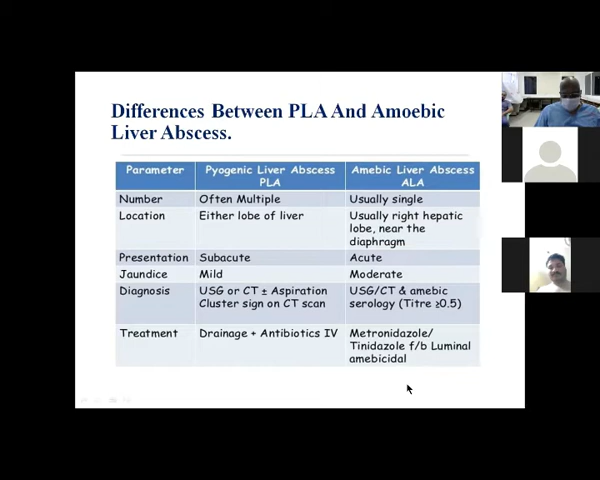 Differences Between PLA And Amoebic
Liver Abscess.
Parameter
Pyogenic Liver Abscess
PLA
Amebic Liver Abscess
ALA
Number
Often Multiple
Usually single
Location
Either lobe of liver
Usually right hepatic
lobe, near the
diaphragm
Presentation
Subacute
Acute
Jaundice
Mild
Moderate
Diagnosis
USG or CT ± Aspiration
Cluster sign on CT scan
USG/CT & amebic
serology (Titre ≥0.5)
Treatment
Drainage + Antibiotics IV
Metronidazole/
Tinidazole f/b Luminal
amebicidal